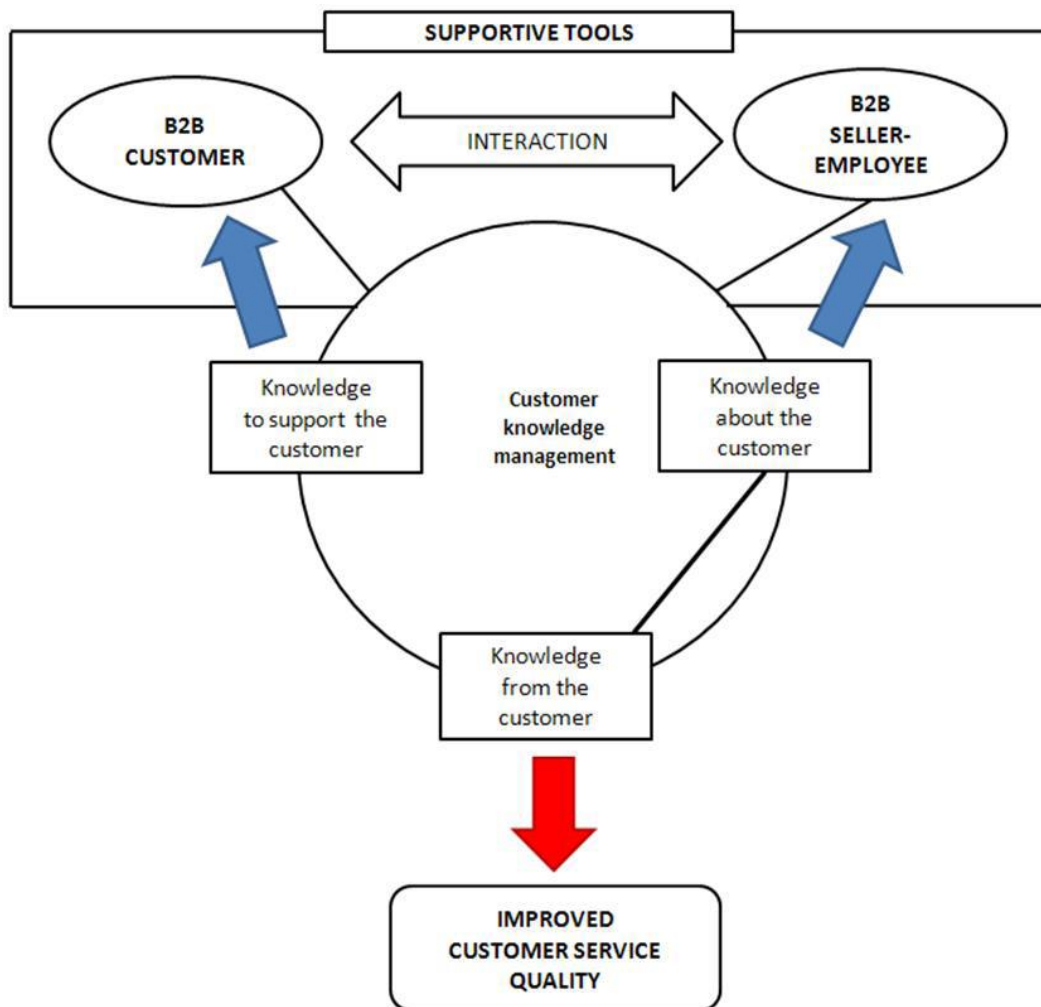 SUPPORTIVE TOOLS
B2B
CUSTOMER
INTERACTION
B2B
SELLER-
EMPLOYEE
Knowledge
to support the
customer
Customer
knowledge
management
Knowledge
about the
customer
Knowledge
from the
customer
IMPROVED
CUSTOMER SERVICE
QUALITY